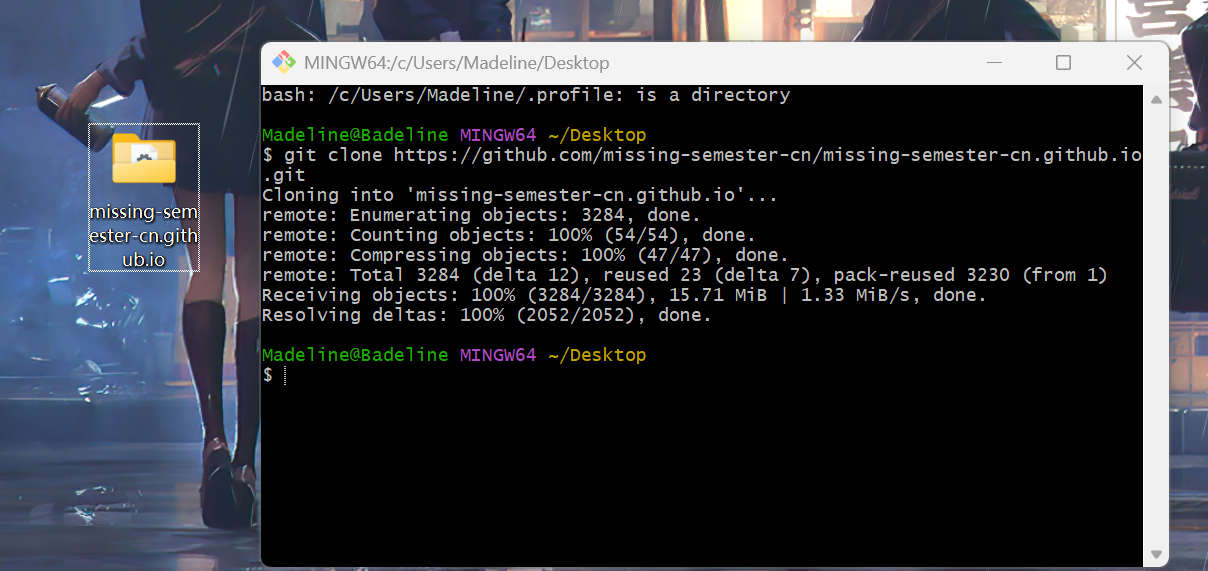 MINGW64:/c/Users/Madeline/Desktop
bash: /c/Users/Madeline/.profile: is a directory
Madeline@Badeline MINGW64 ~/Desktop
$ git clone https://github.com/missing-semester-cn/missing-semester-cn.github.io
.git
Cloning into 'missing-semester-cn.github.io'...
remote: Enumerating objects: 3284, done.
remote: Counting objects: 100% (54/54), done.
remote: Compressing objects: 100% (47/47), done.
remote: Total 3284 (delta 12), reused 23 (delta 7), pack-reused 3230 (from 1)
Receiving objects: 100% (3284/3284), 15.71 MiB | 1.33 MiB/s, done.
Resolving deltas: 100% (2052/2052), done.
Madeline@Badeline MINGW64 ~/Desktop
$
missing-sem
ester-cn.gith
ub.io